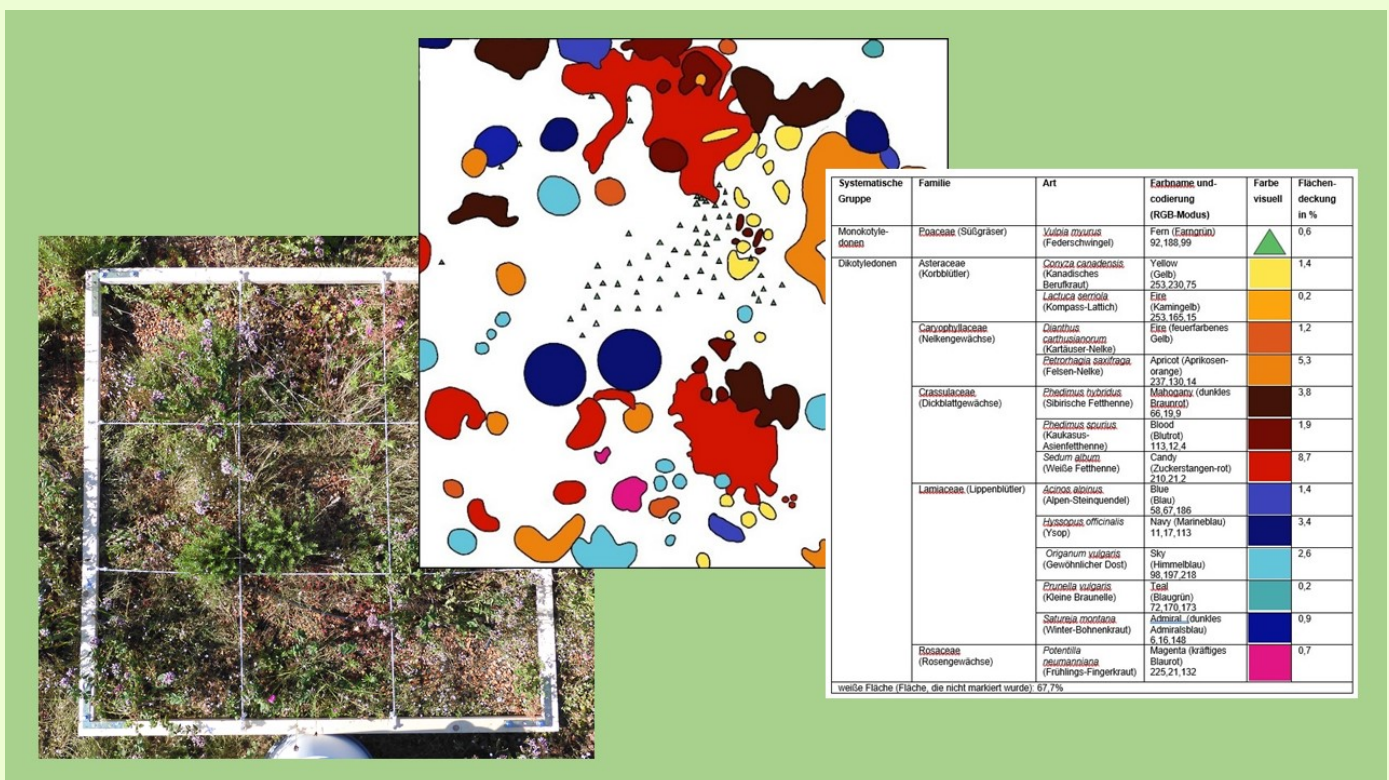 Systematische Gruppe Familie Art Farbname und- codierung (RGB-Modus) Farbe visuell Flächen- deckung in %
Monokotyle- donen Poaceae (Süßgräser) Vulpia myurus (Federschwingel) Fern (Farngrün) 92,188,99 0,6
Dikotyledonen Asteraceae (Korbblütler) Conyza canadensis (Kanadisches Berufkraut) Yellow (Gelb) 253,230,75 1,4
Lactuca serriola (Kompass-Lattich) Fire (Kamingelb) 253,165,15 0,2
Caryophyllaceae (Nelkengewächse) Dianthus carthusianorum (Kartäuser-Nelke) Fire (feuerfarbenes Gelb) 1,2
Petrorhagia saxifraga (Felsen-Nelke) Apricot (Aprikosen- orange) 237,130,14 5,3
Crassulaceae (Dickblattgewächse) Phedimus hybridus (Sibirische Fetthenne) Mahogany (dunkles Braunrot) 66,19,9 3,8
Phedimus spurius (Kaukasus- Asienfetthenne) Blood (Blutrot) 113,12,4 1,9
Sedum album (Weiße Fetthenne) Candy (Zuckerstangen-rot) 210,21,2 8,7
Lamiaceae (Lippenblütler) Acinos alpinus (Alpen-Steinquendel) Blue (Blau) 58,67,186 1,4
Hyssopus officinalis (Ysop) Navy (Marineblau) 11,17,113 3,4
Origanum vulgaris (Gewöhnlicher Dost) Sky (Himmelblau) 98,197,218 2,6
Prunella vulgaris (Kleine Braunelle) Teal (Blaugrün) 72,170,173 0,2
Satureja montana (Winter-Bohnenkraut) Admiral (dunkles Admiralsblau) 6,16,148 0,9
Rosaceae (Rosengewächse) Potentilla neumanniana (Frühlings-Fingerkraut) Magenta (kräftiges Blaurot) 225,21,132 0,7
weiße Fläche (Fläche, die nicht markiert wurde): 67,7%